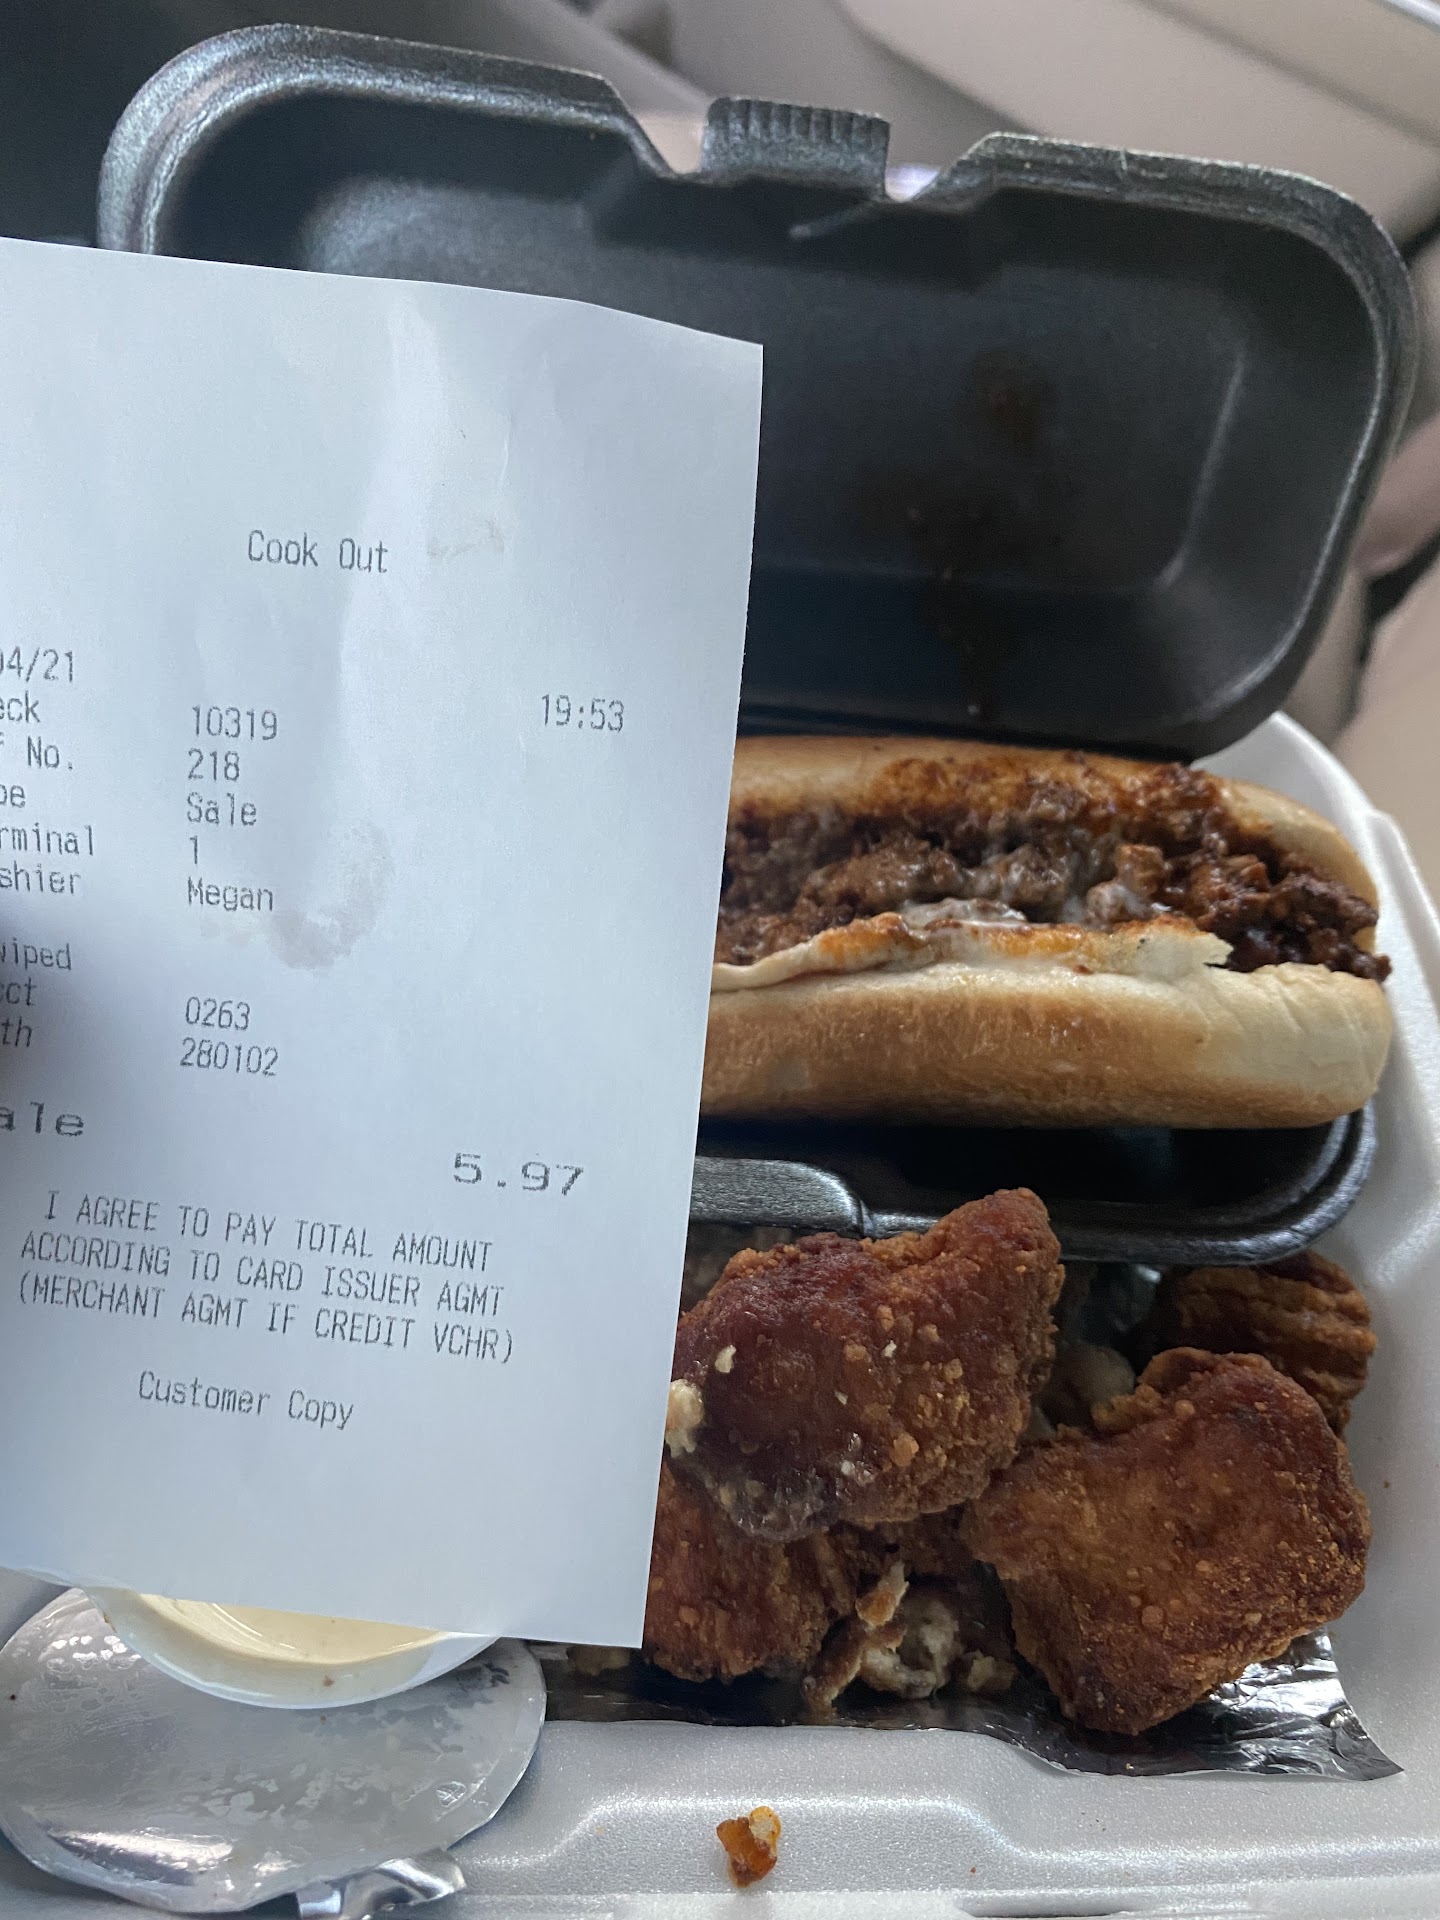 Cook Out
04/21
19:53
eck 10319
f No. 218
pe Sale
rminal 1
shier Megan
wiped
cct 0263
th 280102
ale
5.97
I AGREE TO PAY TOTAL AMOUNT
ACCORDING TO CARD ISSUER AGMT
(MERCHANT AGMT IF CREDIT VCHR)
Customer Copy